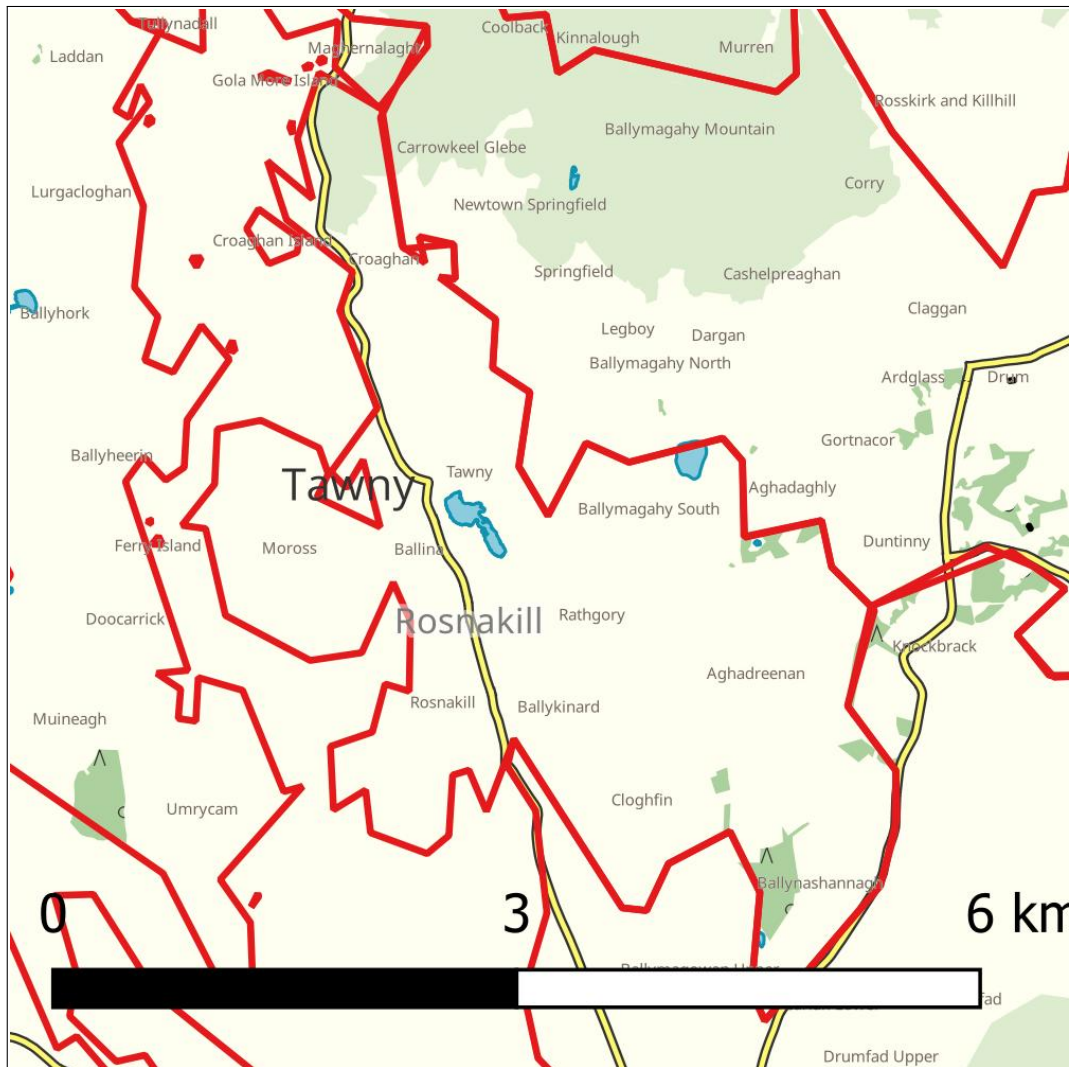 Tullynadall
Coolback
Kinnalough
Maghernalaght
Murren
Laddan
Gola More Island
Rosskirk and Killhill
Ballymagahy Mountain
Carrowkeel Glebe
Corry
Lurgacloghan
Newtown Springfield
Croaghan Island
Croaghan
Springfield
Cashelpreaghan
Claggan
Ballyhork
Legboy
Dargan
Ballymagahy North
Ardglass
Drum
Gortnacor
Ballyheerin
Tawny
Tawny
Aghadaghly
Ballymagahy South
Duntinny
Ferry Island
Moross
Ballina
Doocarrick
Rosnakill
Rathgory
Knockbrack
Aghadreenan
Rosnakill
Ballykinard
Muineagh
Umrycam
Cloghfin
Ballynashannagh
0
3
6 km
Drumfad Upper